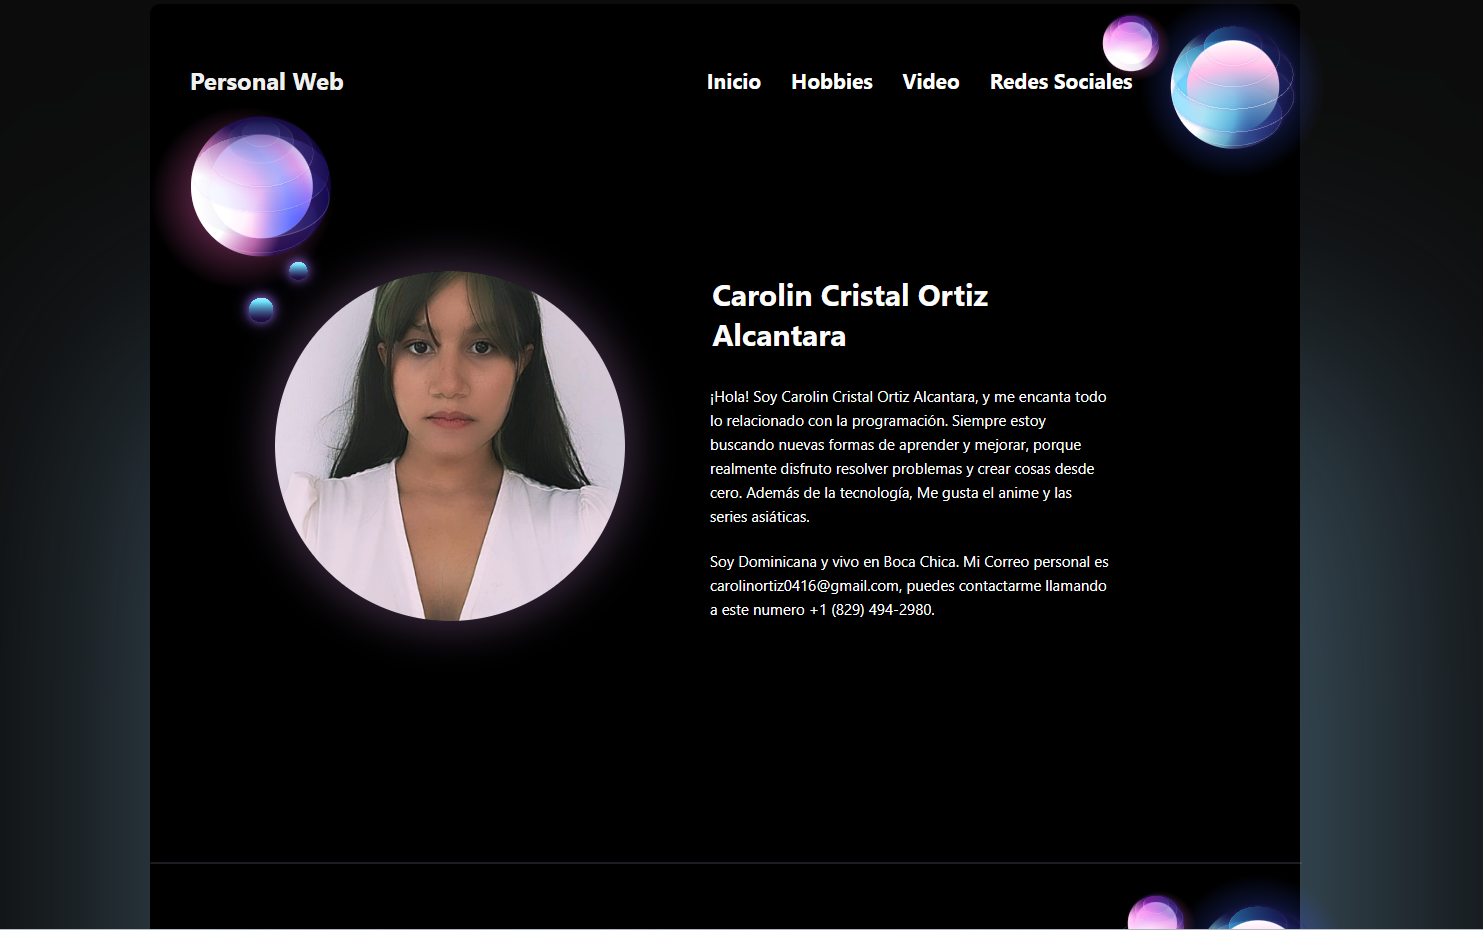 Personal Web
Inicio Hobbies Video Redes Sociales
Carolin Cristal Ortiz
Alcantara
¡Hola! Soy Carolin Cristal Ortiz Alcantara, y me encanta todo
lo relacionado con la programación. Siempre estoy
buscando nuevas formas de aprender y mejorar, porque
realmente disfruto resolver problemas y crear cosas desde
cero. Además de la tecnología, Me gusta el anime y las
series asiáticas.
Soy Dominicana y vivo en Boca Chica. Mi Correo personal es
carolinortiz0416@gmail.com, puedes contactarme llamando
a este numero +1 (829) 494-2980.